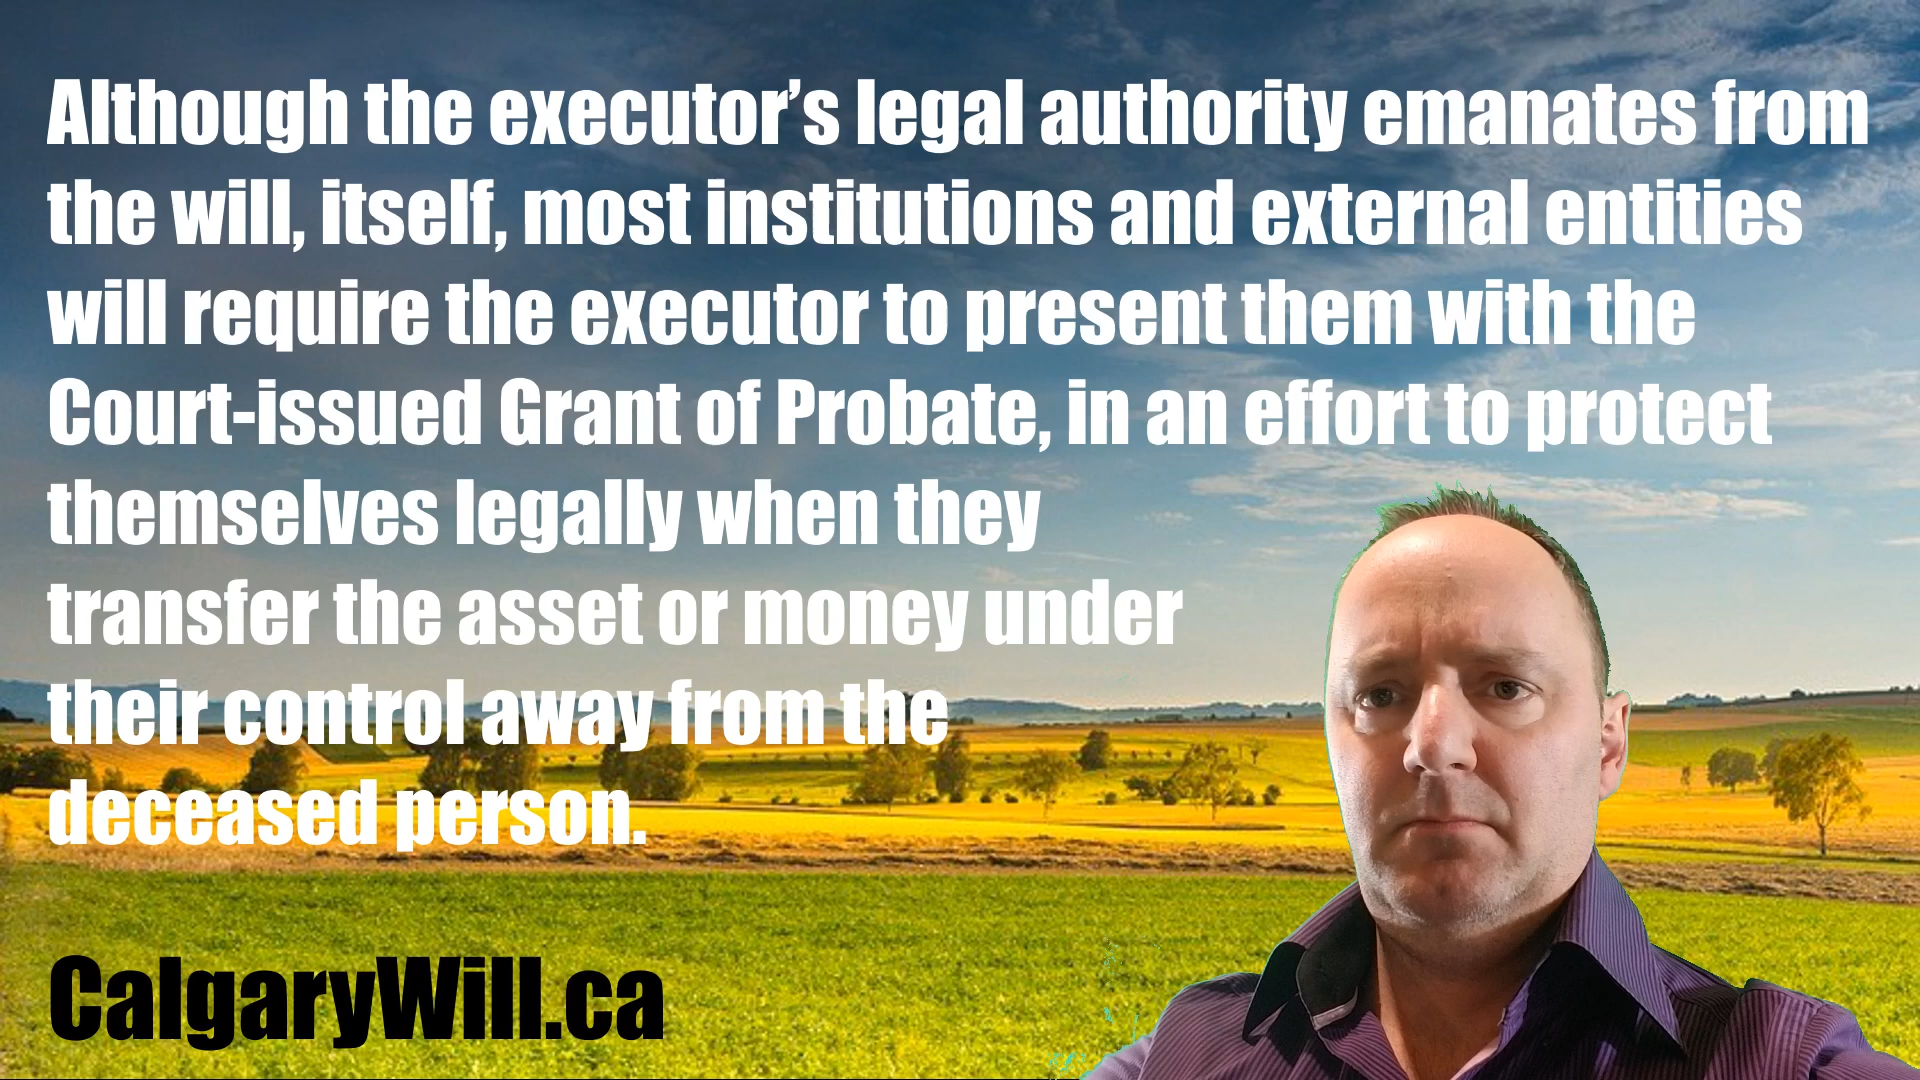 Although the executor’s legal authority emanates from
the will, itself, most institutions and external entities
will require the executor to present them with the
Court-issued Grant of Probate, in an effort to protect
themselves legally when they
transfer the asset or money under
their control away from the
deceased person.
CalgaryWill.ca